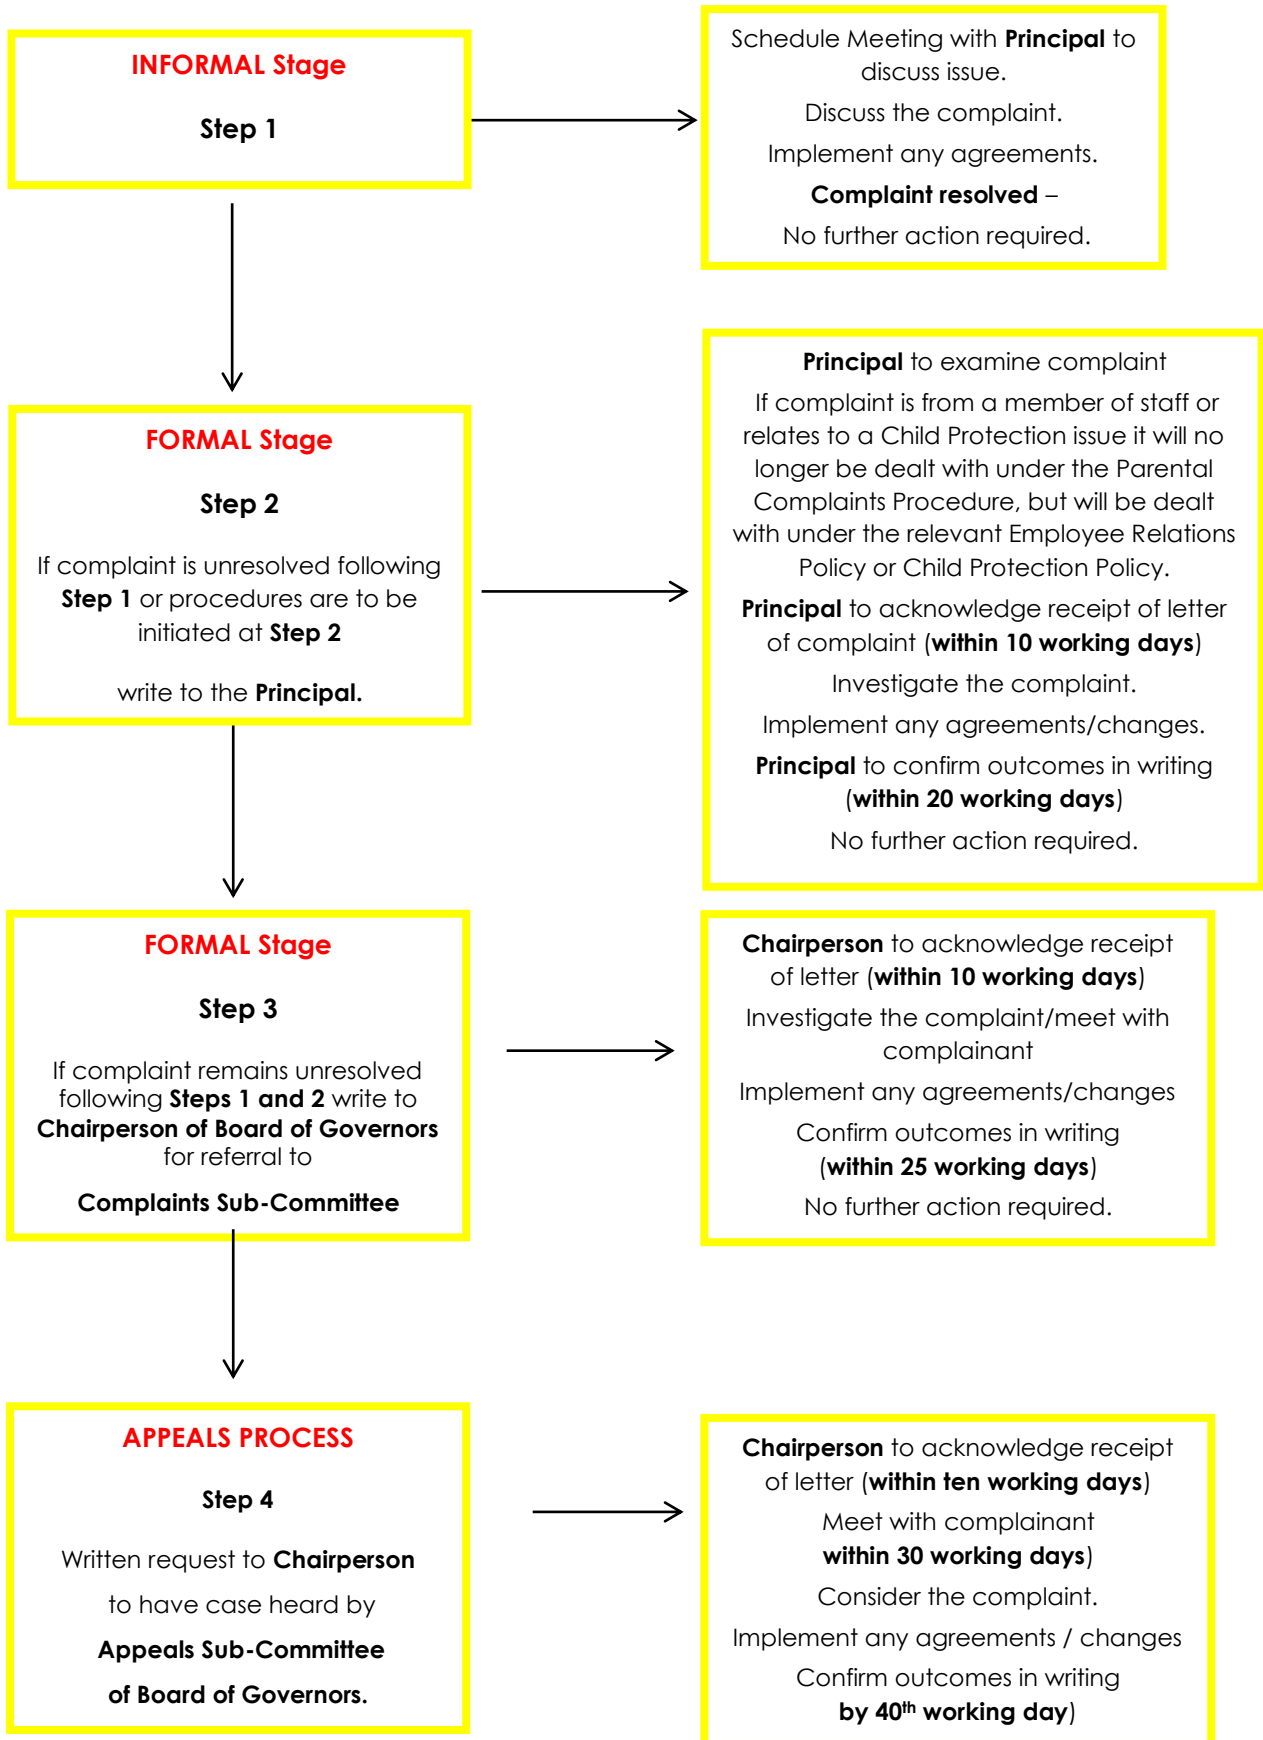 INFORMAL Stage
Step 1
Schedule Meeting with Principal to
discuss issue.
Discuss the complaint.
Implement any agreements.
Complaint resolved –
No further action required.
FORMAL Stage
Step 2
If complaint is unresolved following
Step 1 or procedures are to be
initiated at Step 2
write to the Principal.
Principal to examine complaint
If complaint is from a member of staff or
relates to a Child Protection issue it will no
longer be dealt with under the Parental
Complaints Procedure, but will be dealt
with under the relevant Employee Relations
Policy or Child Protection Policy.
Principal to acknowledge receipt of letter
of complaint (within 10 working days)
Investigate the complaint.
Implement any agreements/changes.
Principal to confirm outcomes in writing
(within 20 working days)
No further action required.
FORMAL Stage
Step 3
If complaint remains unresolved
following Steps 1 and 2 write to
Chairperson of Board of Governors
for referral to
Complaints Sub-Committee
Chairperson to acknowledge receipt
of letter (within 10 working days)
Investigate the complaint/meet with
complainant
Implement any agreements/changes
Confirm outcomes in writing
(within 25 working days)
No further action required.
APPEALS PROCESS
Step 4
Written request to Chairperson
to have case heard by
Appeals Sub-Committee
of Board of Governors.
Chairperson to acknowledge receipt
of letter (within ten working days)
Meet with complainant
within 30 working days)
Consider the complaint.
Implement any agreements / changes
Confirm outcomes in writing
by 40th working day)